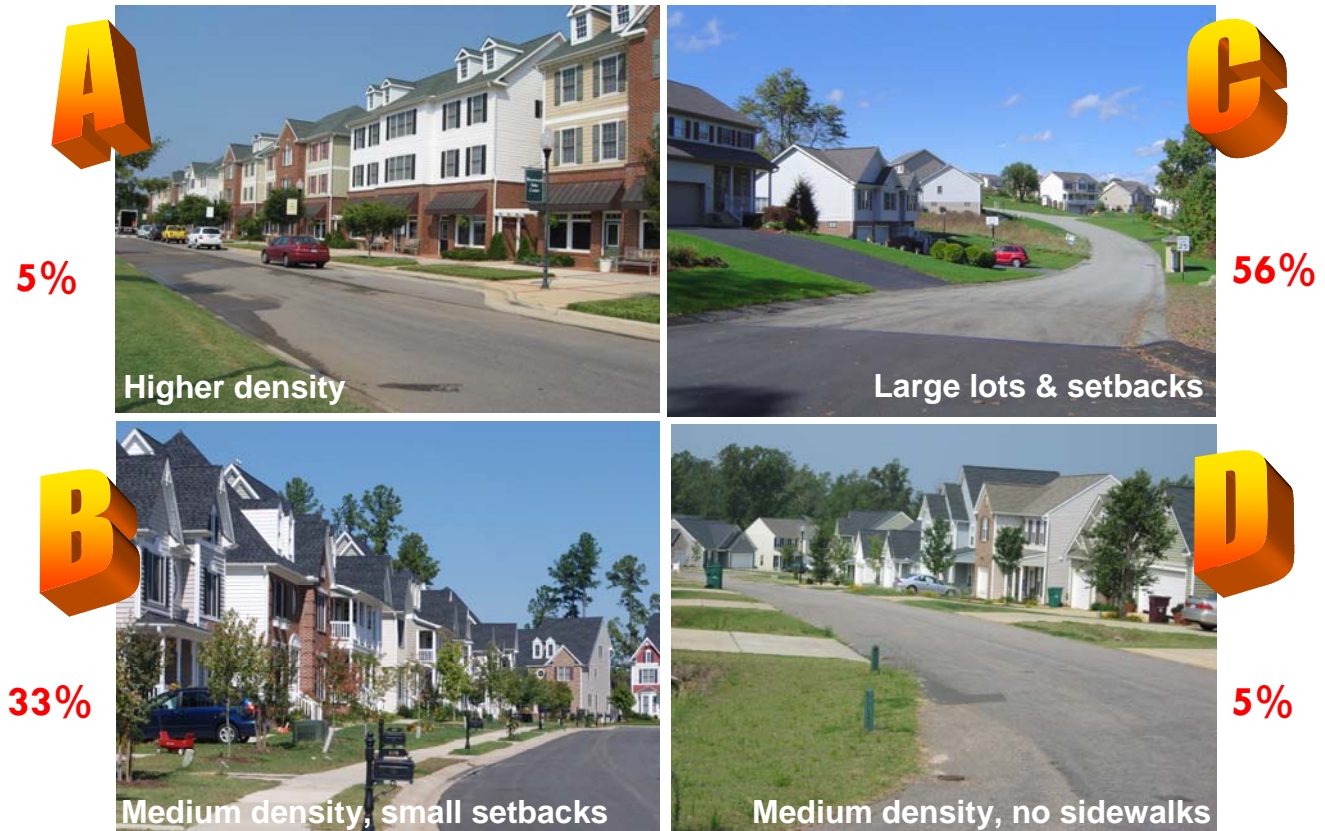 A
5%
Higher density
C
56%
Large lots & setbacks
B
33%
Medium density, small setbacks
D
5%
Medium density, no sidewalks